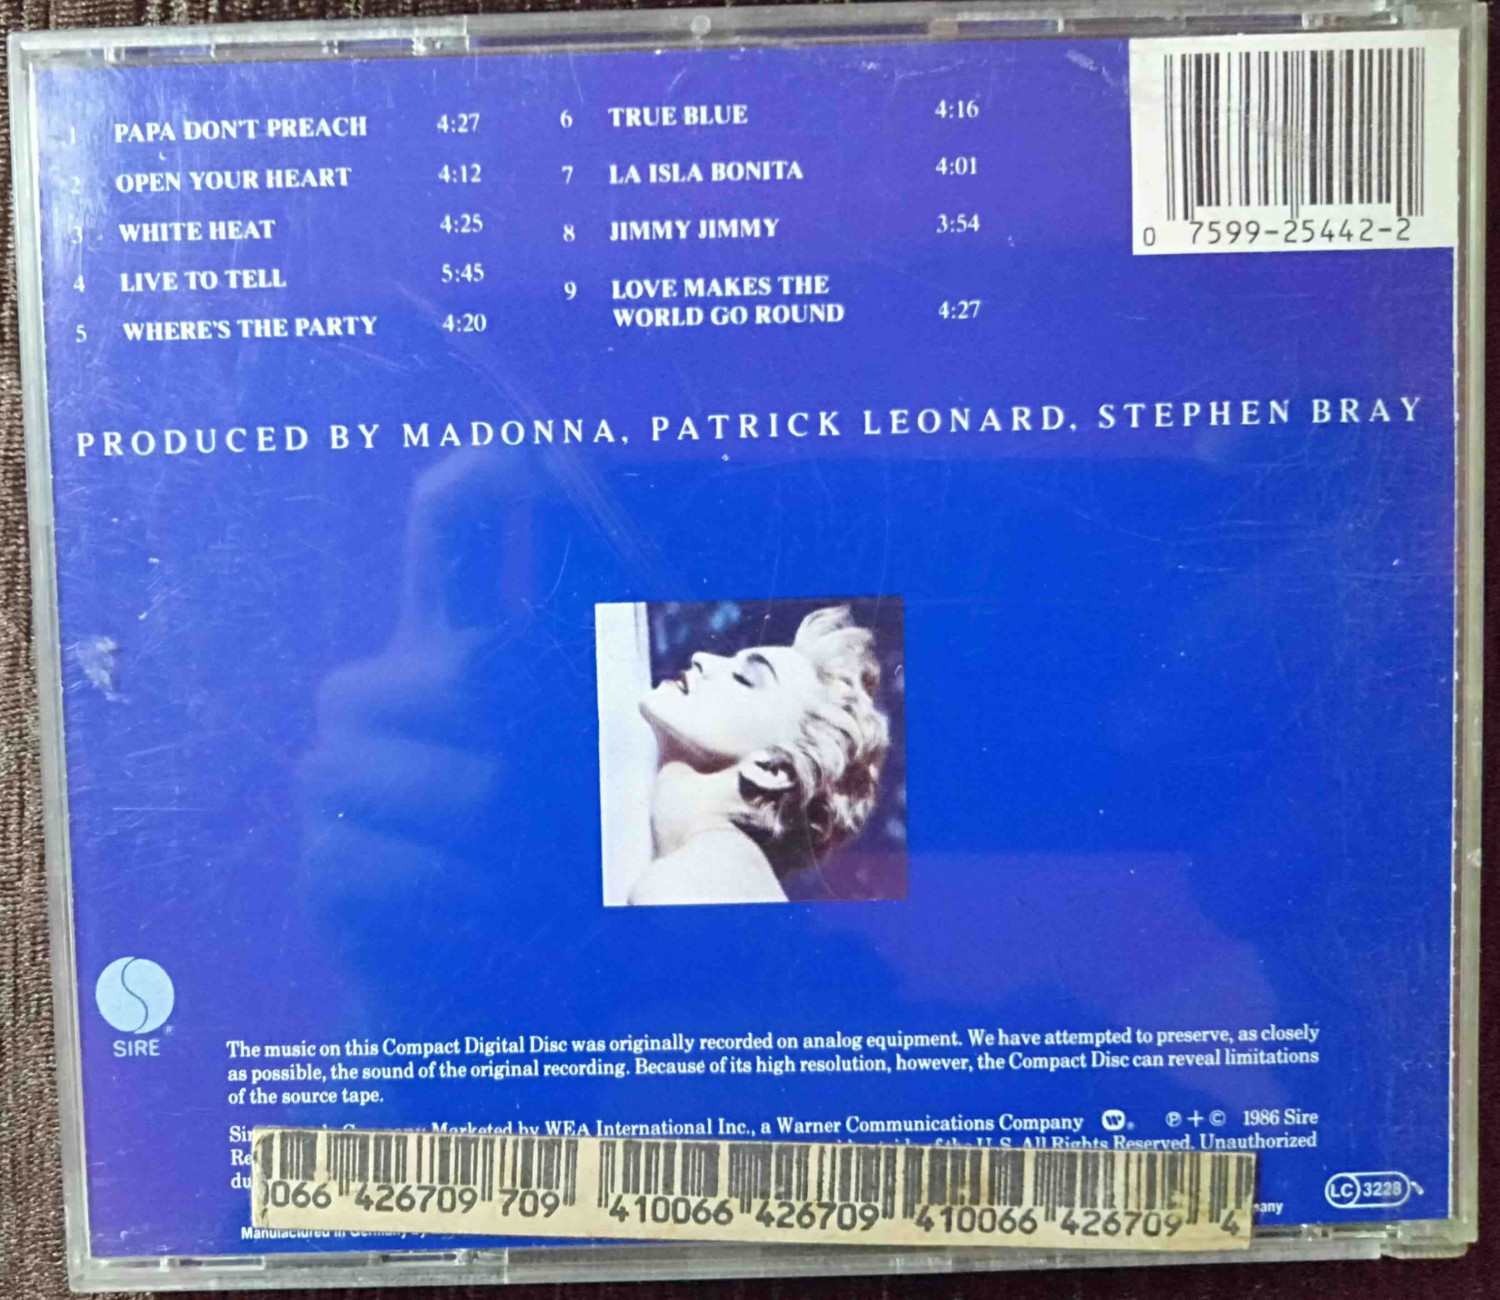 1 PAPA DON'T PREACH 4:27
2 OPEN YOUR HEART 4:12
3 WHITE HEAT 4:25
4 LIVE TO TELL 5:45
5 WHERE'S THE PARTY 4:20
6 TRUE BLUE 4:16
7 LA ISLA BONITA 4:01
8 JIMMY JIMMY 3:54
9 LOVE MAKES THE
WORLD GO ROUND 4:27
0 7599-25442-2
PRODUCED BY MADONNA, PATRICK LEONARD, STEPHEN BRAY
SIRE
The music on this Compact Digital Disc was originally recorded on analog equipment. We have attempted to preserve, as closely
as possible, the sound of the original recording. Because of its high resolution, however, the Compact Disc can reveal limitations
of the source tape.
Marketed by WEA International Inc., a Warner Communications Company ℗ + © 1986 Sire
U.S. All Rights Reserved. Unauthorized
0066 426709 709 410066 426709 410066 426709 4
Manufactured in Germany
LC 3228